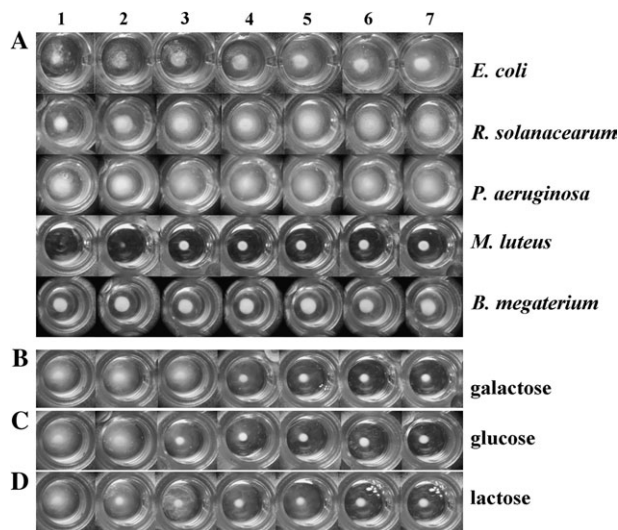 1 2 3 4 5 6 7
A
E. coli
R. solanacearum
P. aeruginosa
M. luteus
B. megaterium
B
galactose
C
glucose
D
lactose